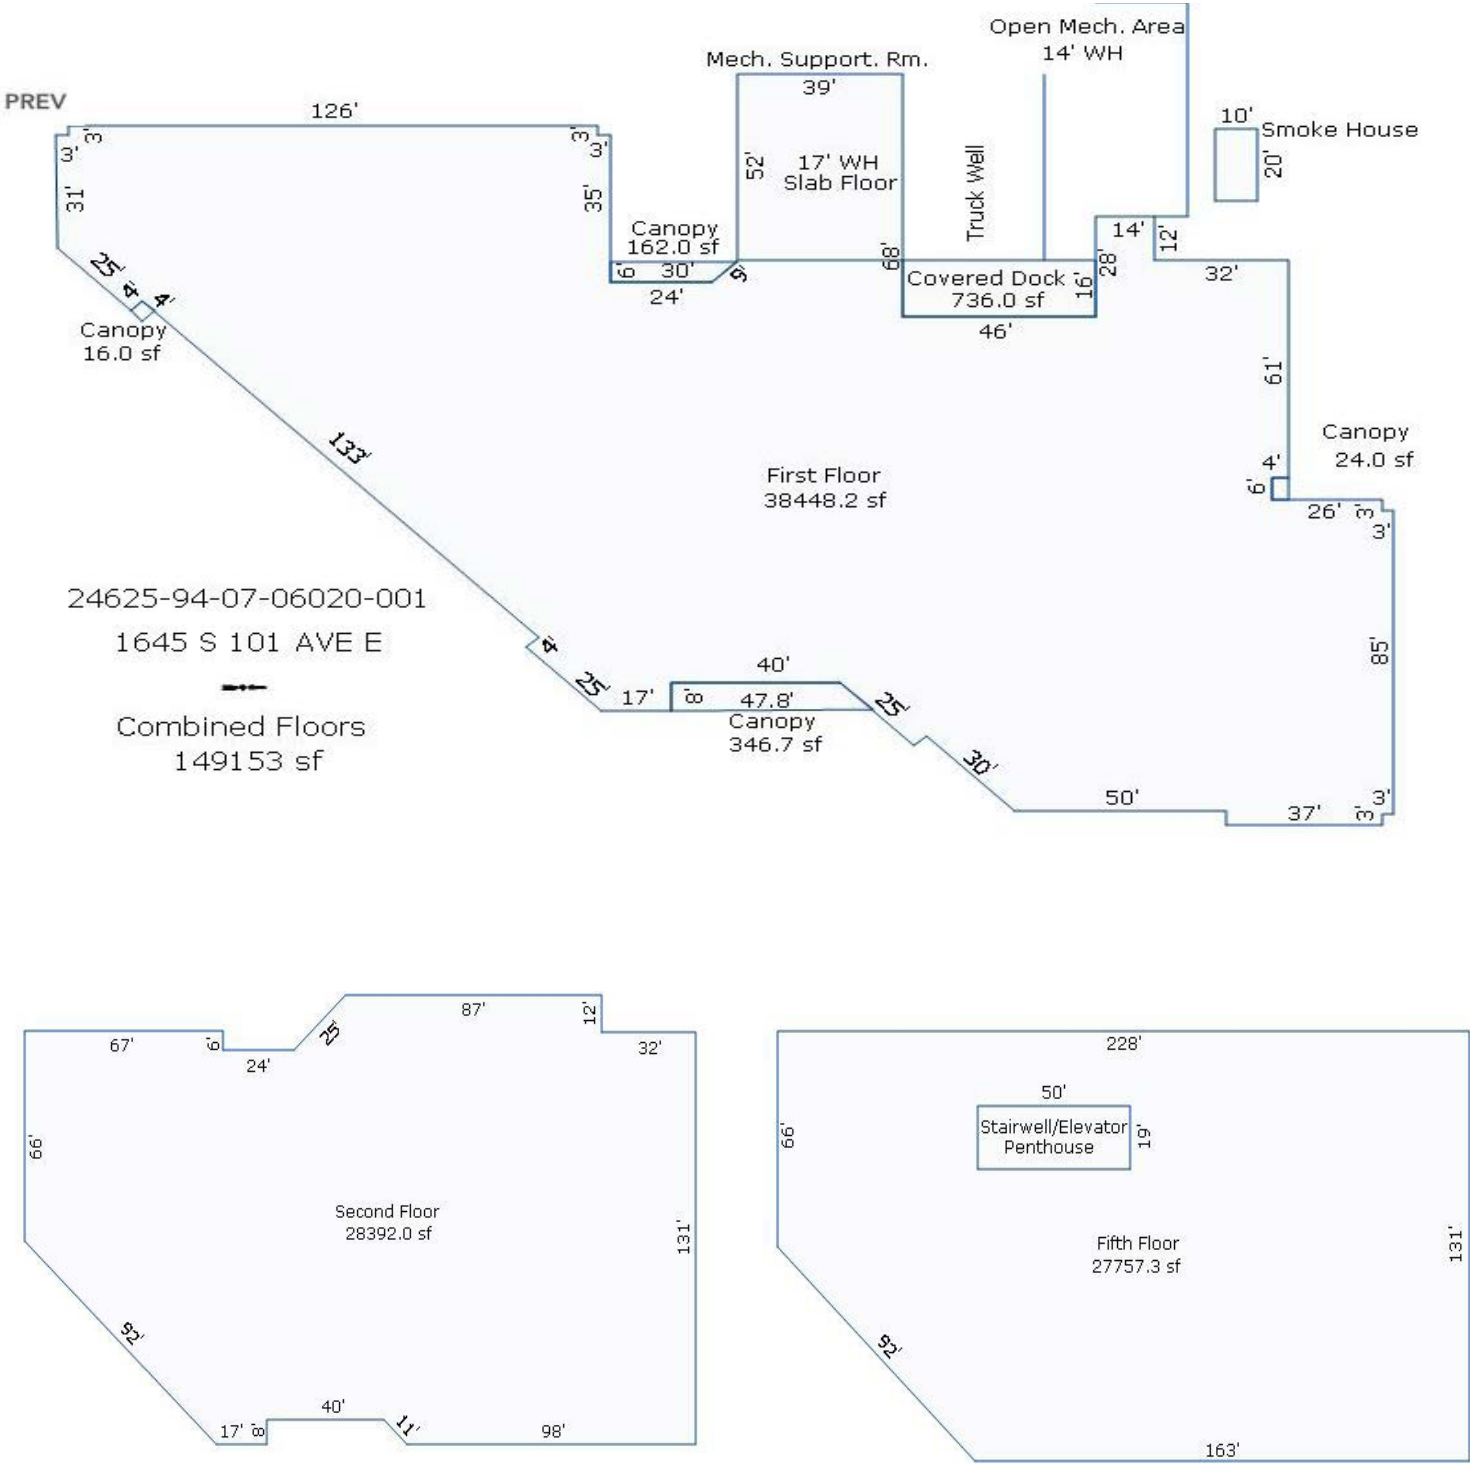 Open Mech. Area
14' WH
Mech. Support. Rm.
39'
PREV
126'
10'
Smoke House
20'
3'
3'
3'
3'
31'
35'
52'
17' WH
Slab Floor
Truck Well
Canopy
162.0 sf
6'
30'
24'
9'
68'
14'
12'
28'
32'
Covered Dock
736.0 sf
16'
46'
25'
4'
4'
Canopy
16.0 sf
61'
133'
Canopy
24.0 sf
4'
6'
26'
3'
3'
First Floor
38448.2 sf
24625-94-07-06020-001
1645 S 101 AVE E
Combined Floors
149153 sf
4'
25'
17'
8'
40'
47.8'
Canopy
346.7 sf
25'
30'
50'
85'
37'
3'
3'
67'
6'
24'
25'
87'
12'
32'
66'
Second Floor
28392.0 sf
131'
92'
17'
8'
40'
11'
98'
228'
50'
Stairwell/Elevator
Penthouse
19'
66'
Fifth Floor
27757.3 sf
131'
92'
163'